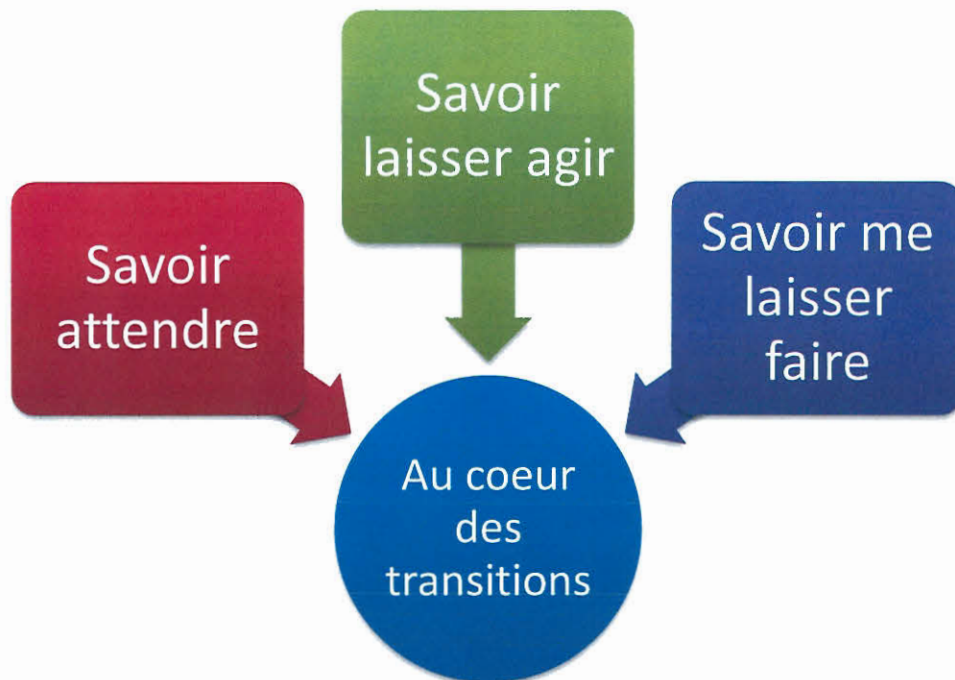 Savoir
laisser agir
Savoir
attendre
Savoir me
laisser
faire
Au coeur
des
transitions